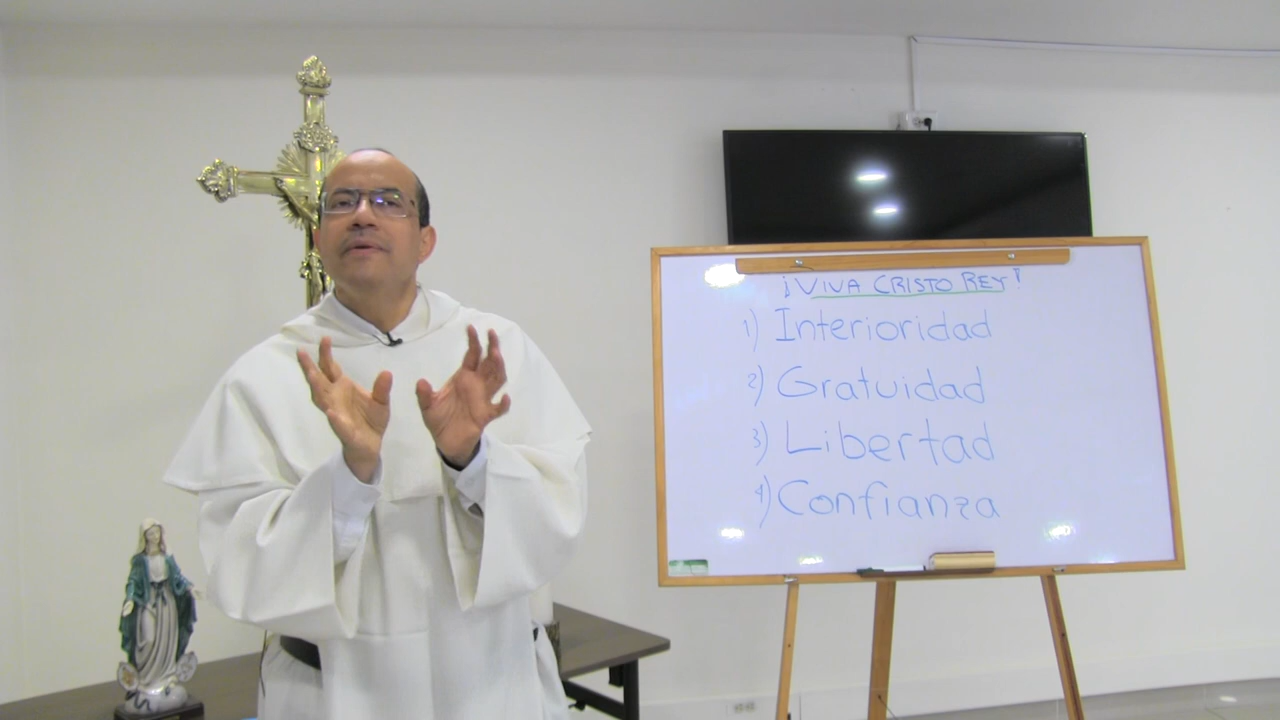 ¡VIVA CRISTO REY!
1) Interioridad
2) Gratuidad
3) Libertad
4) Confianza